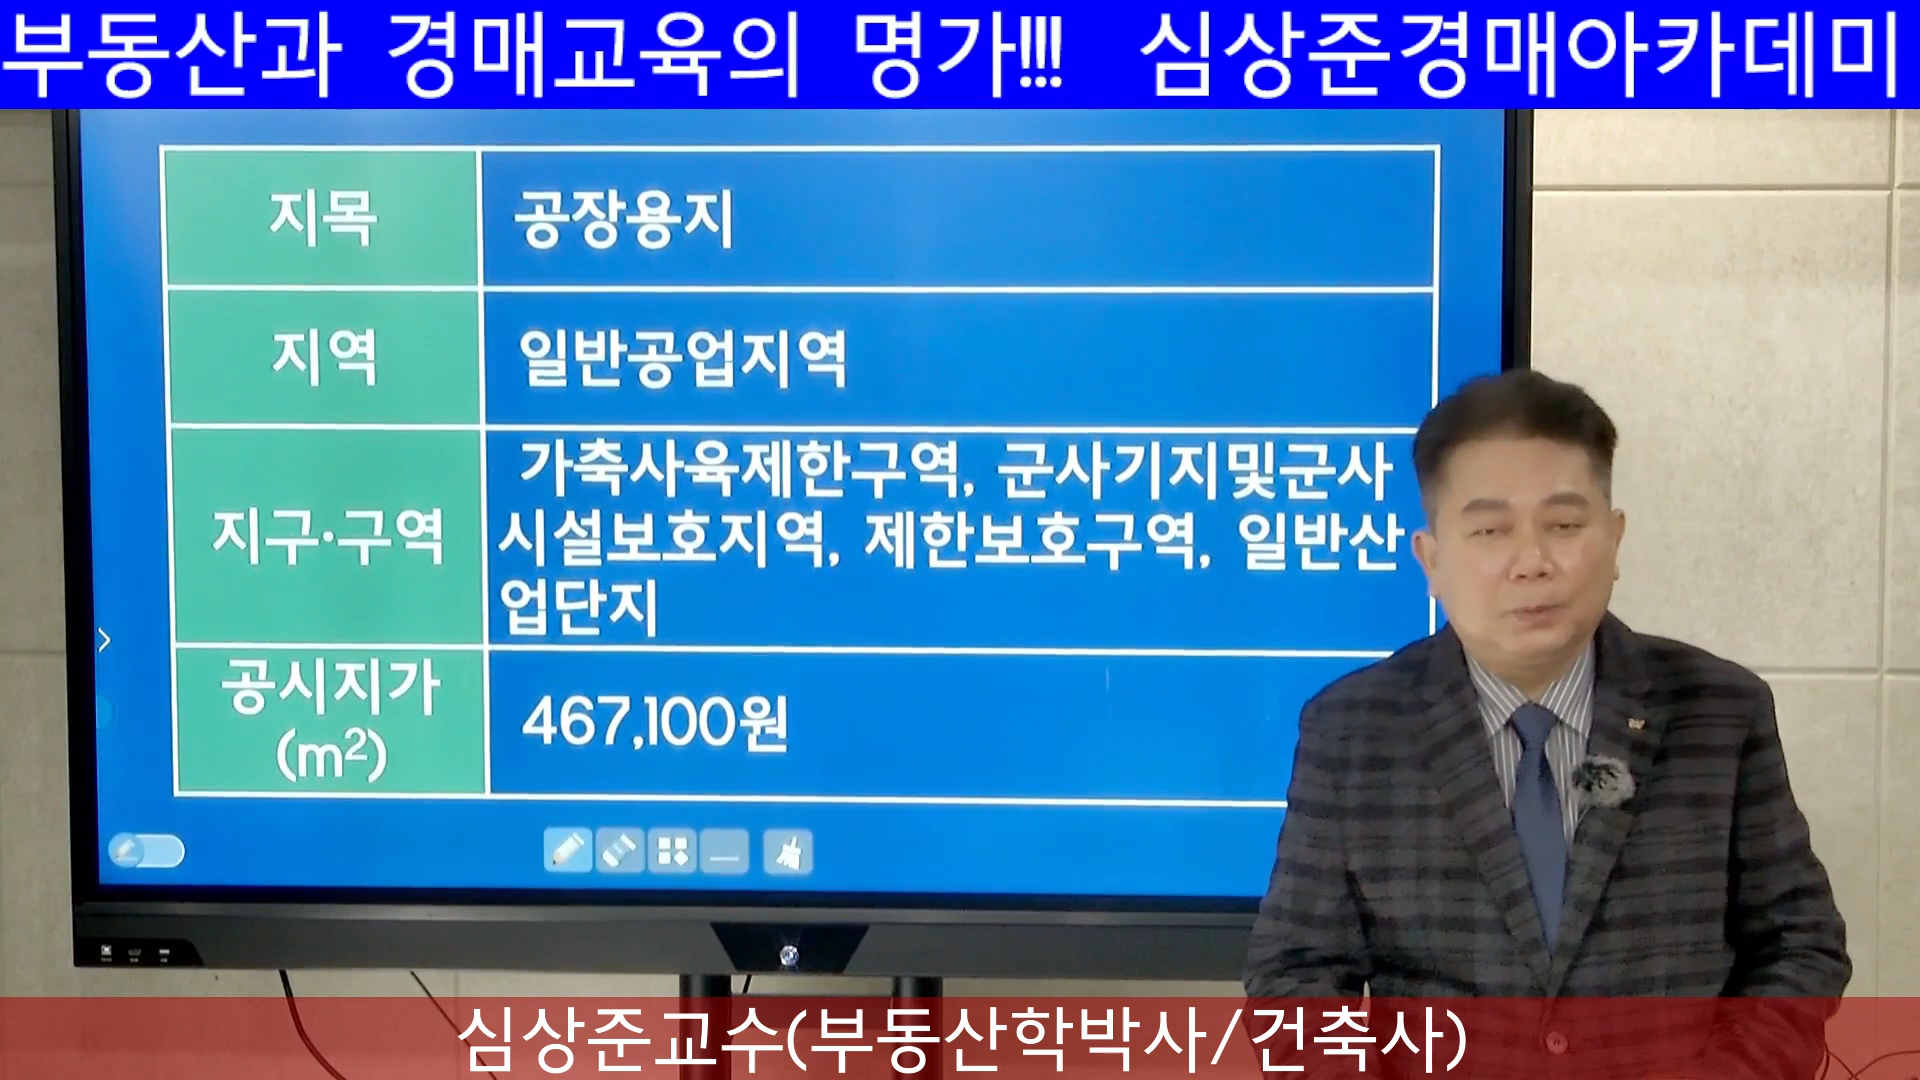 부동산과 경매교육의 명가!!!! 심상준경매아카데미
지목
공장용지
지역
일반공업지역
지구·구역
가축사육제한구역, 군사기지및군사
시설보호지역, 제한보호구역, 일반산
업단지
공시지가
(m²)
467,100원
심상준교수(부동산학박사/건축사)